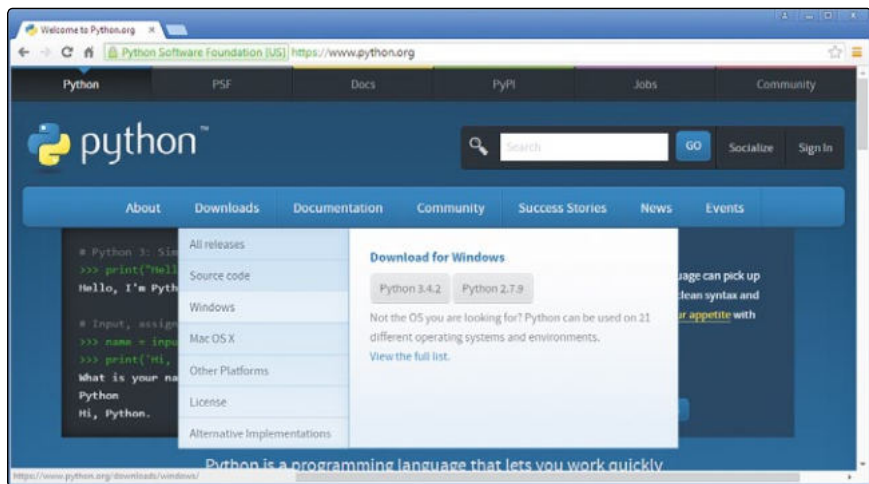 Welcome to Python.org
Python Software Foundation [US] https://www.python.org
Python PSF Docs PyPI Jobs Community
python™
Search GO Socialize Sign In
About Downloads Documentation Community Success Stories News Events
# Python 3: Sim
>>> print("Hell
Hello, I'm Pyth
# Input, assign
>>> name = inpu
>>> print('Hi,
What is your na
Python
Hi, Python.
All releases
Source code
Windows
Mac OS X
Other Platforms
License
Alternative Implementations
Download for Windows
Python 3.4.2 Python 2.7.9
Not the OS you are looking for? Python can be used on 21
different operating systems and environments.
View the full list.
uage can pick up
clean syntax and
ur appetite with
Python is a programming language that lets you work quickly
https://www.python.org/downloads/windows/